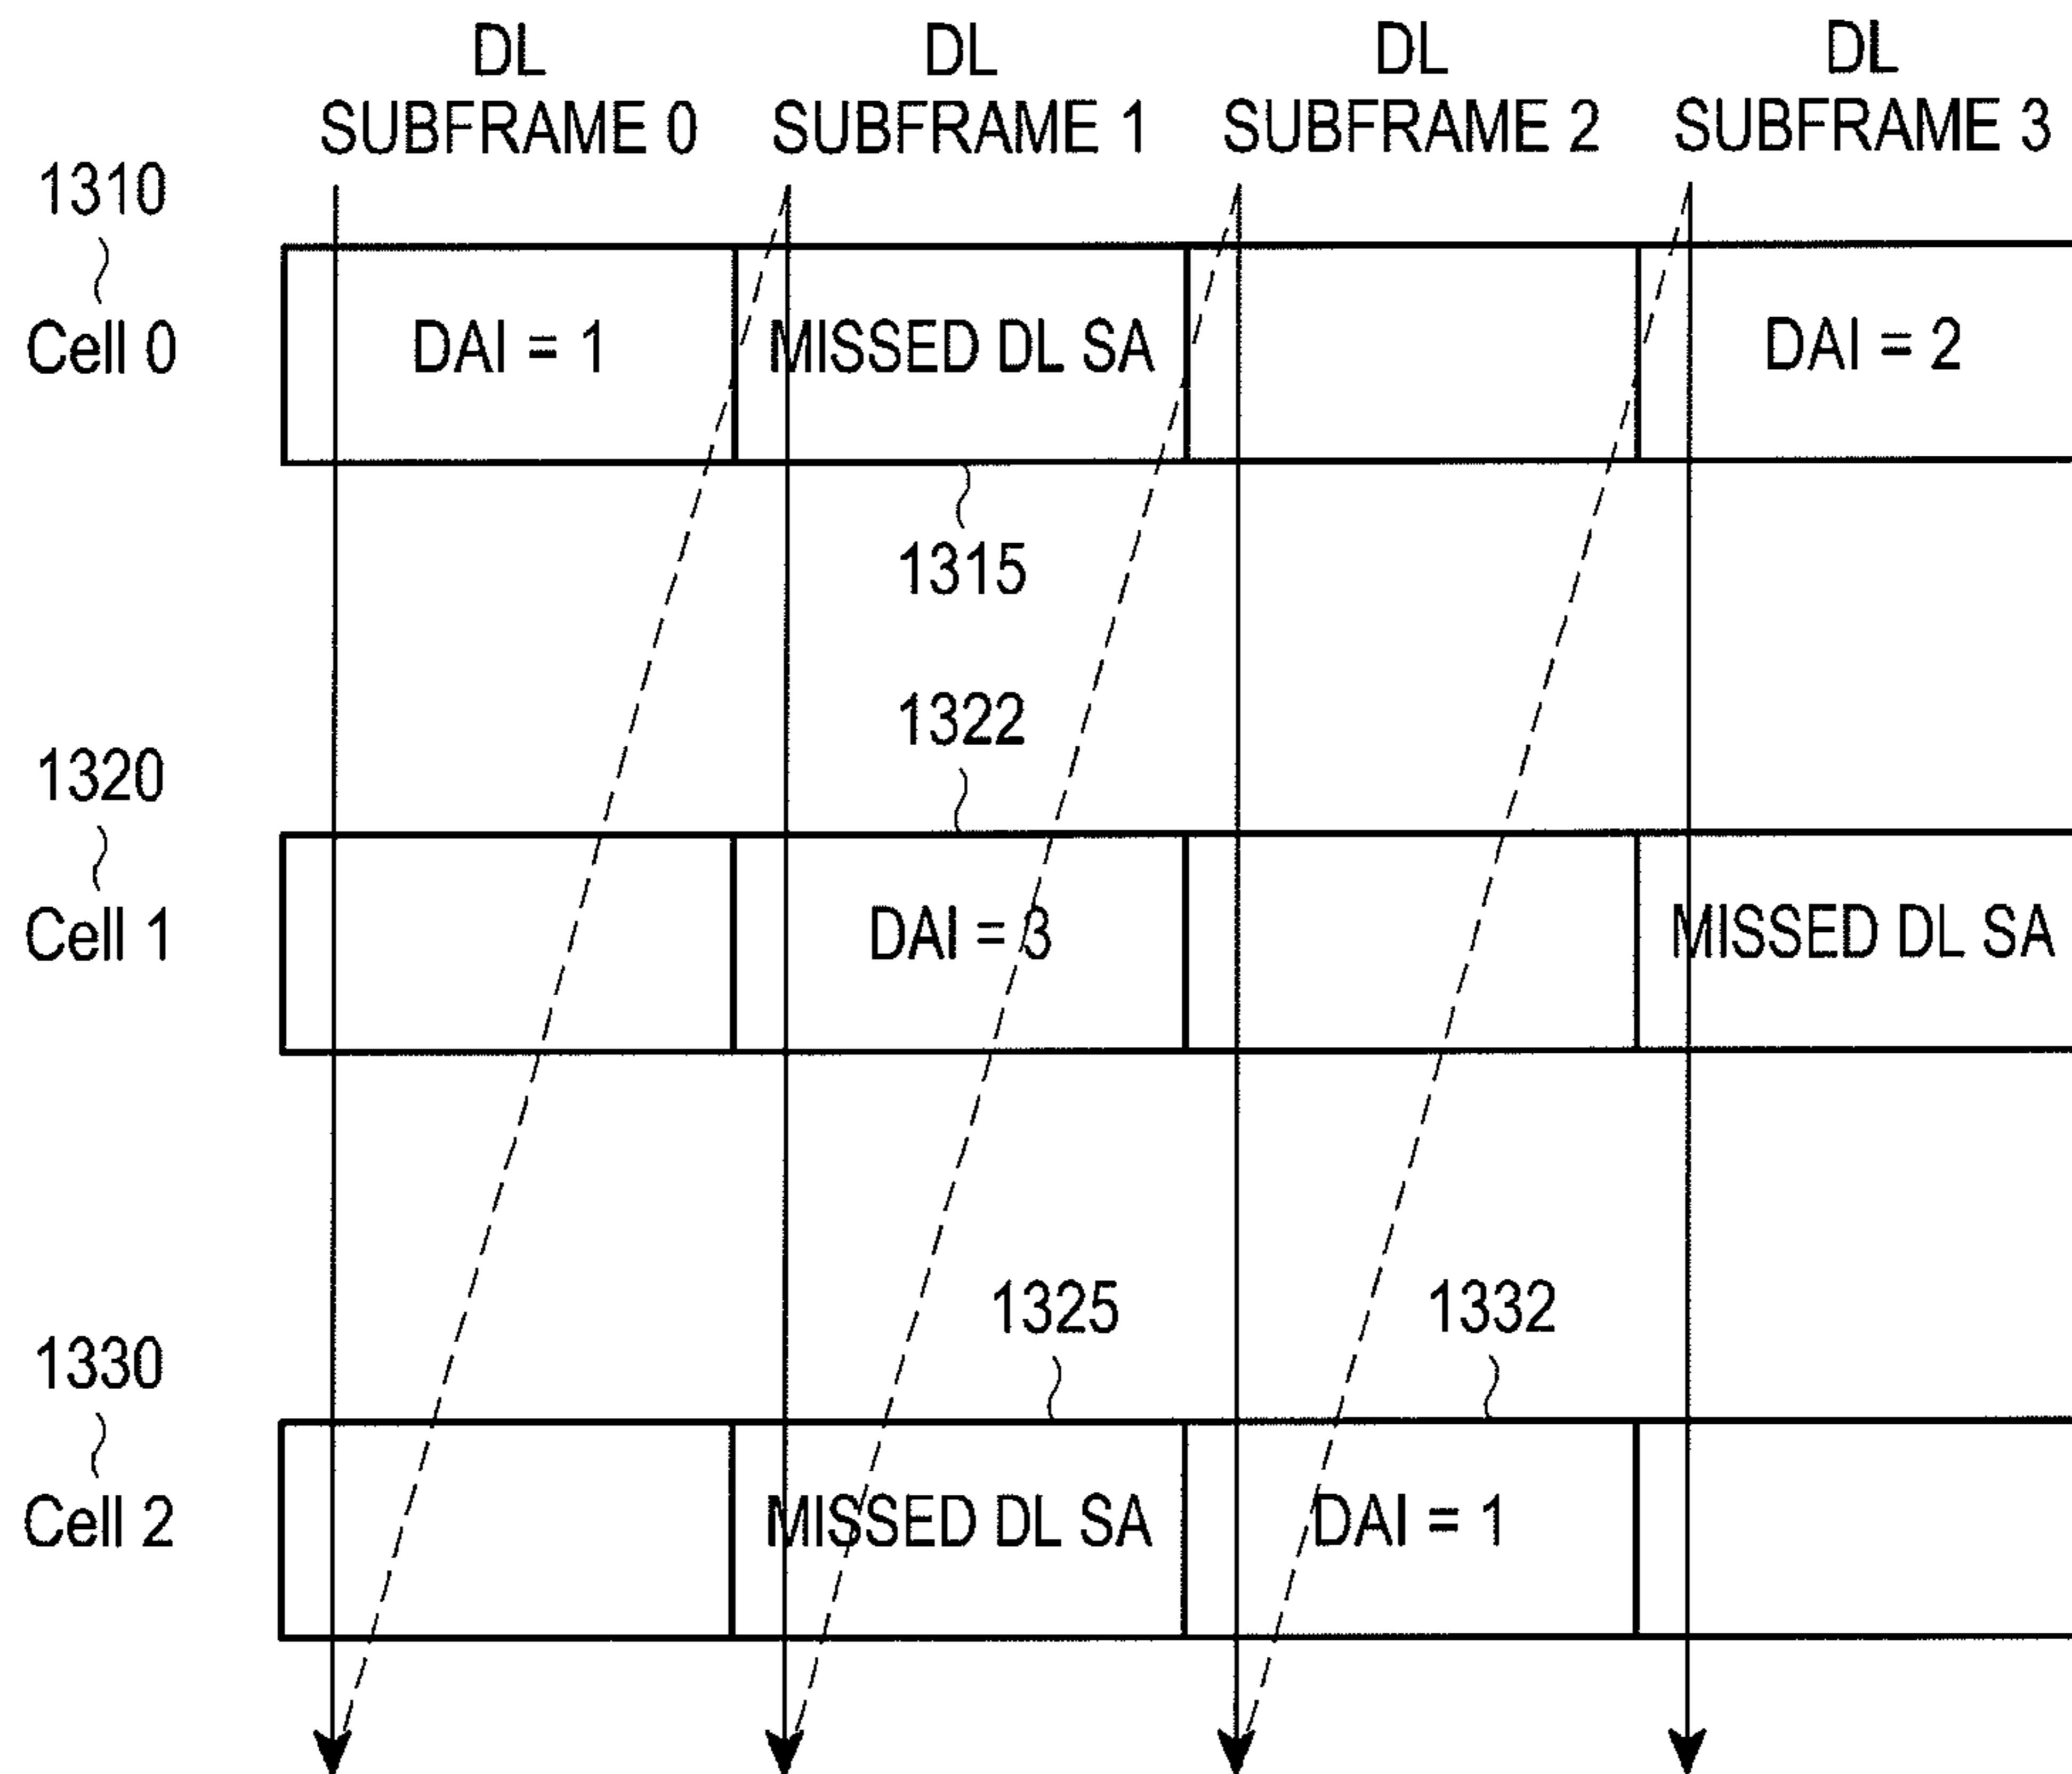 DL SUBFRAME 0
DL SUBFRAME 1
DL SUBFRAME 2
DL SUBFRAME 3
1310
Cell 0
DAI = 1
MISSED DL SA
DAI = 2
1315
1322
1320
Cell 1
DAI = 3
MISSED DL SA
1325
1332
1330
Cell 2
MISSED DL SA
DAI = 1